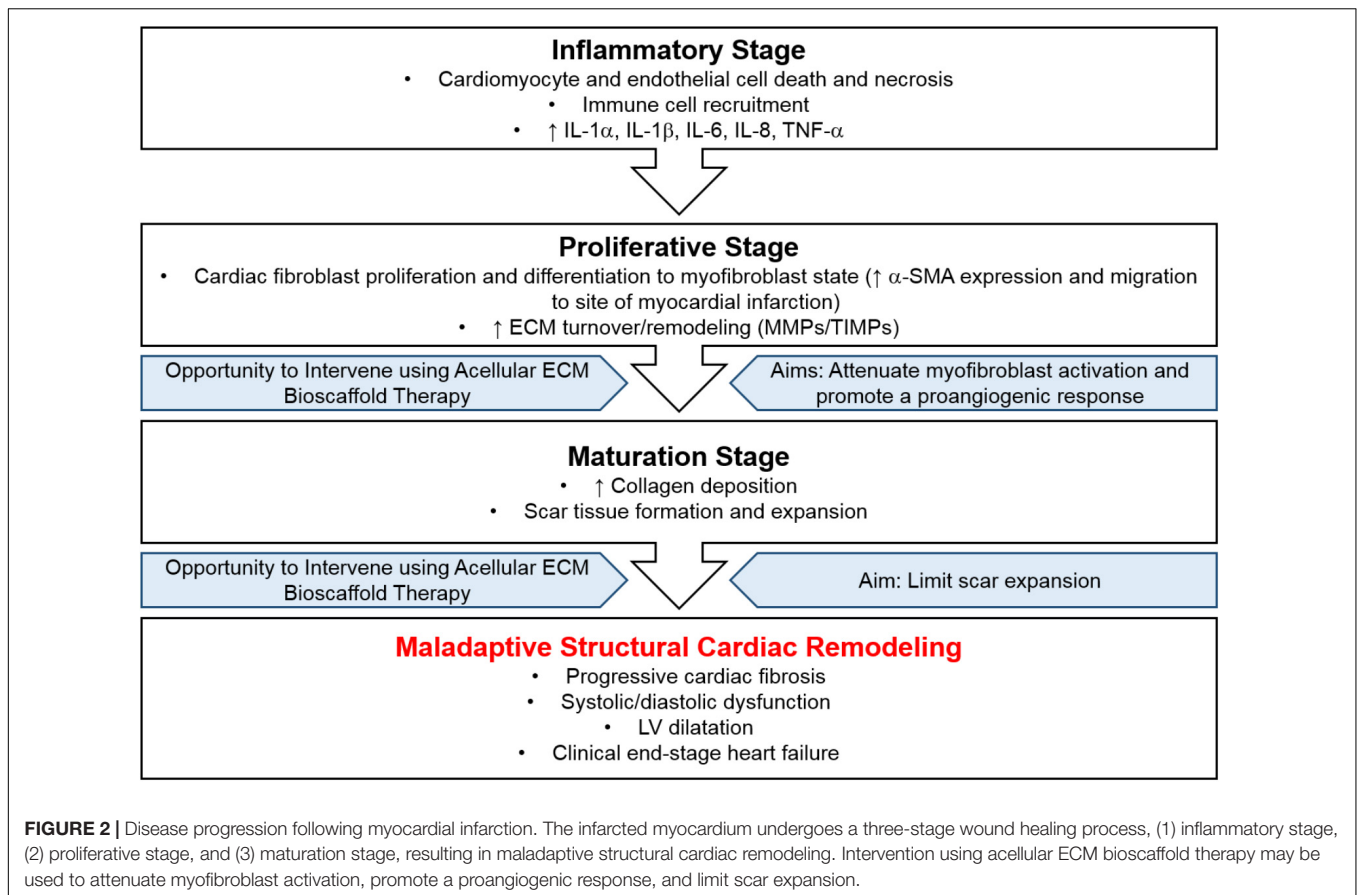 Inflammatory Stage
• Cardiomyocyte and endothelial cell death and necrosis
• Immune cell recruitment
• ↑ IL-1α, IL-1β, IL-6, IL-8, TNF-α
Proliferative Stage
• Cardiac fibroblast proliferation and differentiation to myofibroblast state (↑ α-SMA expression and migration
to site of myocardial infarction)
• ↑ ECM turnover/remodeling (MMPs/TIMPs)
Opportunity to Intervene using Acellular ECM
Bioscaffold Therapy
Aims: Attenuate myofibroblast activation and
promote a proangiogenic response
Maturation Stage
• ↑ Collagen deposition
• Scar tissue formation and expansion
Opportunity to Intervene using Acellular ECM
Bioscaffold Therapy
Aim: Limit scar expansion
Maladaptive Structural Cardiac Remodeling
• Progressive cardiac fibrosis
• Systolic/diastolic dysfunction
• LV dilatation
• Clinical end-stage heart failure
FIGURE 2 | Disease progression following myocardial infarction. The infarcted myocardium undergoes a three-stage wound healing process, (1) inflammatory stage,
(2) proliferative stage, and (3) maturation stage, resulting in maladaptive structural cardiac remodeling. Intervention using acellular ECM bioscaffold therapy may be
used to attenuate myofibroblast activation, promote a proangiogenic response, and limit scar expansion.